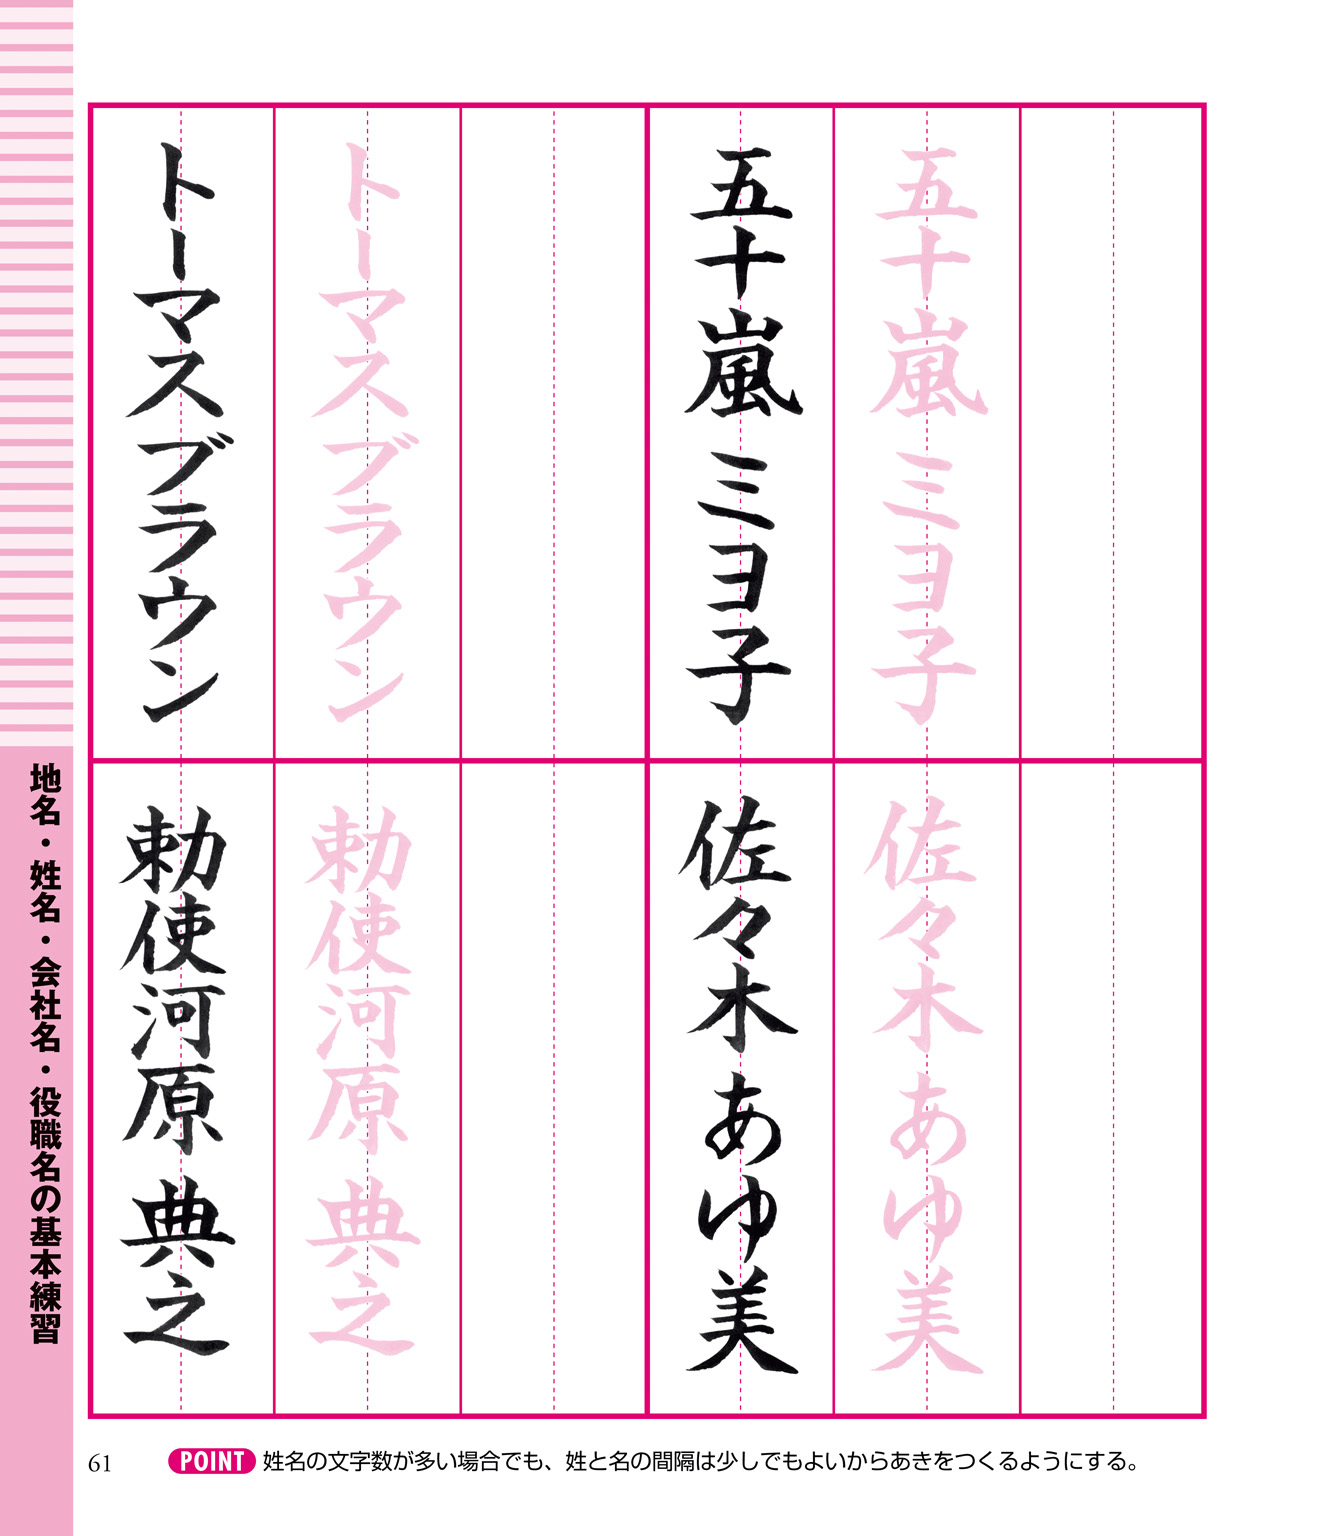 五十嵐 ミヨ子
五十嵐 ミヨ子
トーマス ブラウン
トーマス ブラウン
佐々木 あゆ美
佐々木 あゆ美
勅使河原 典之
勅使河原 典之
地名・姓名・会社名・役職名の基本練習
61
POINT 姓名の文字数が多い場合でも、姓と名の間隔は少しでもよいからあきをつくるようにする。